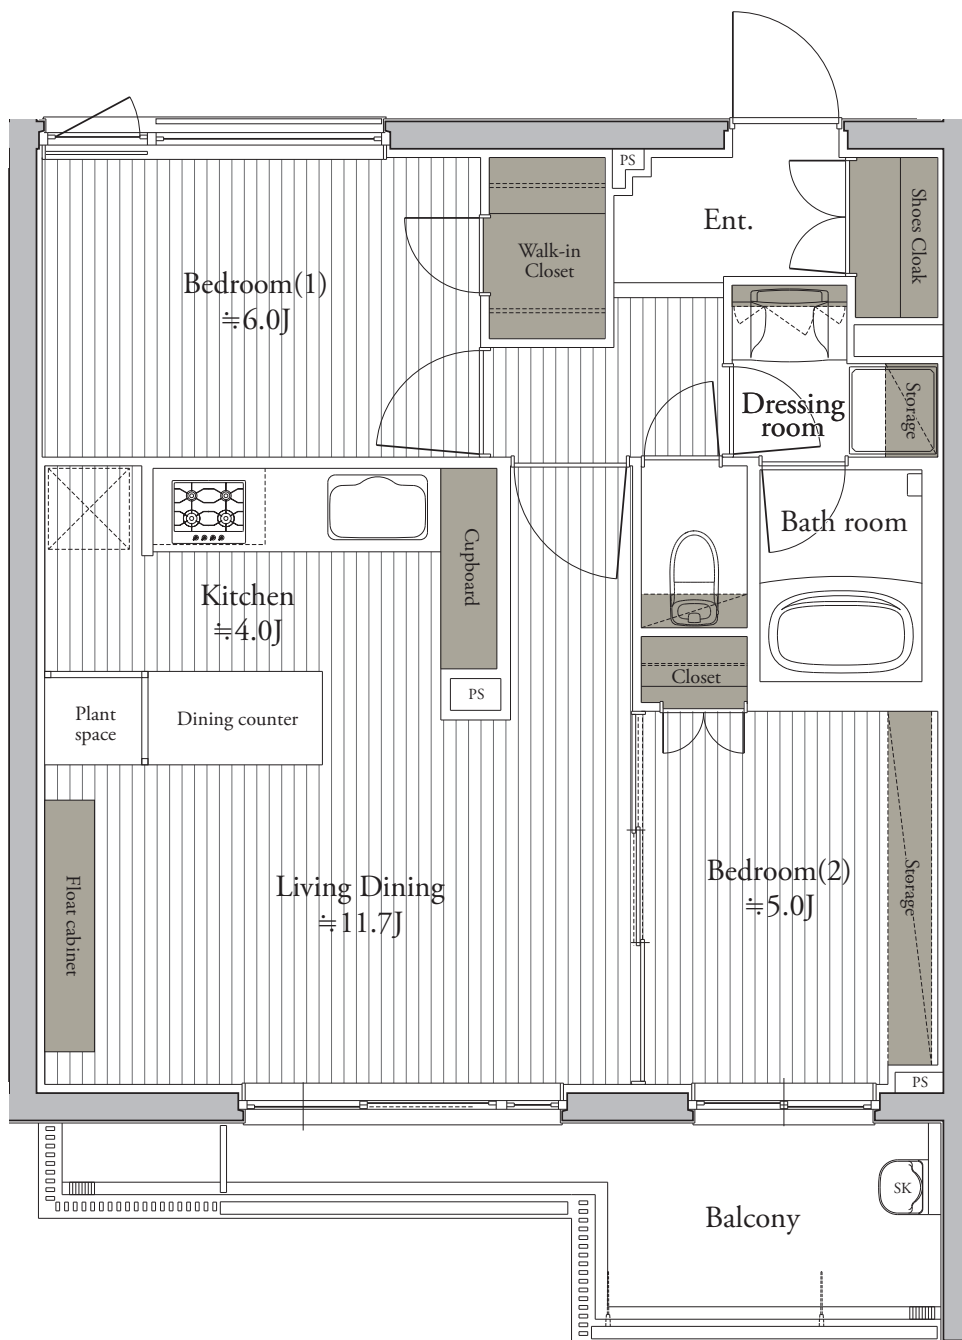 PS
Ent.
Shoes Cloak
Walk-in
Closet
Bedroom(1)
≒6.0J
Dressing
room
Storage
Bath room
Cupboard
Kitchen
≒4.0J
Closet
PS
Plant
space
Dining counter
Bedroom(2)
≒5.0J
Storage
Living Dining
≒11.7J
Float cabinet
PS
SK
Balcony